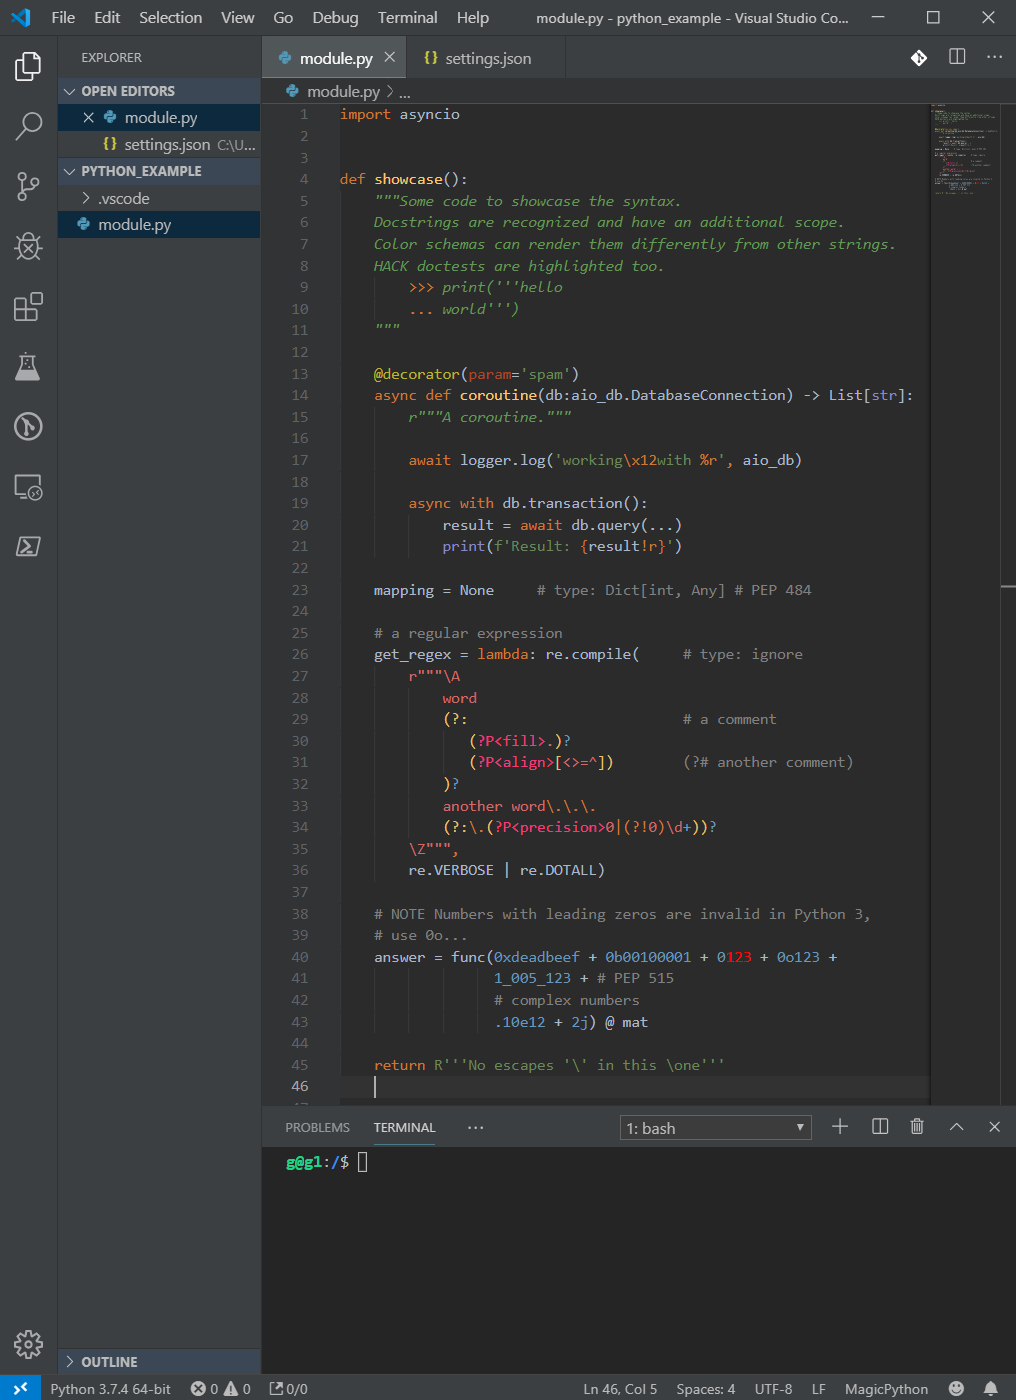 File Edit Selection View Go Debug Terminal Help module.py - python_example - Visual Studio Co...
EXPLORER
OPEN EDITORS
module.py
settings.json C:\U...
PYTHON_EXAMPLE
.vscode
module.py
OUTLINE
module.py settings.json
module.py > ...
1 import asyncio
2
3
4 def showcase():
5 """Some code to showcase the syntax.
6 Docstrings are recognized and have an additional scope.
7 Color schemas can render them differently from other strings.
8 HACK doctests are highlighted too.
9 >>> print('''hello
10 ... world''')
11 """
12
13 @decorator(param='spam')
14 async def coroutine(db:aio_db.DatabaseConnection) -> List[str]:
15 r"""A coroutine."""
16
17 await logger.log('working\x12with %r', aio_db)
18
19 async with db.transaction():
20 result = await db.query(...)
21 print(f'Result: {result!r}')
22
23 mapping = None # type: Dict[int, Any] # PEP 484
24
25 # a regular expression
26 get_regex = lambda: re.compile( # type: ignore
27 r"""\A
28 word
29 (?: # a comment
30 (?P<fill>.)?
31 (?P<align>[<>=^]) (?# another comment)
32 )?
33 another word\.\.\.
34 (?:\.(?P<precision>0|(?!0)\d+))?
35 \Z""",
36 re.VERBOSE | re.DOTALL)
37
38 # NOTE Numbers with leading zeros are invalid in Python 3,
39 # use 0o...
40 answer = func(0xdeadbeef + 0b00100001 + 0123 + 0o123 +
41 1_005_123 + # PEP 515
42 # complex numbers
43 .10e12 + 2j) @ mat
44
45 return R'''No escapes '\' in this \one'''
46
PROBLEMS TERMINAL ... 1: bash
g@g1:/$
Python 3.7.4 64-bit 0 0 0/0 Ln 46, Col 5 Spaces: 4 UTF-8 LF MagicPython